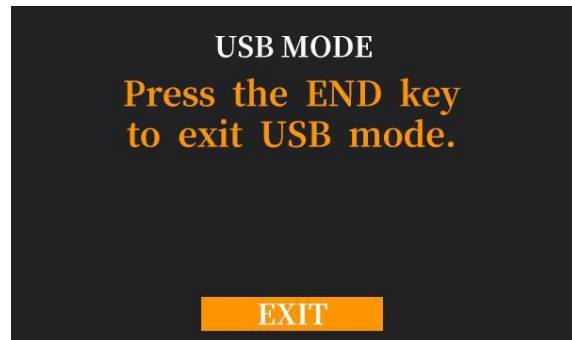 USB MODE
Press the END key
to exit USB mode.
EXIT